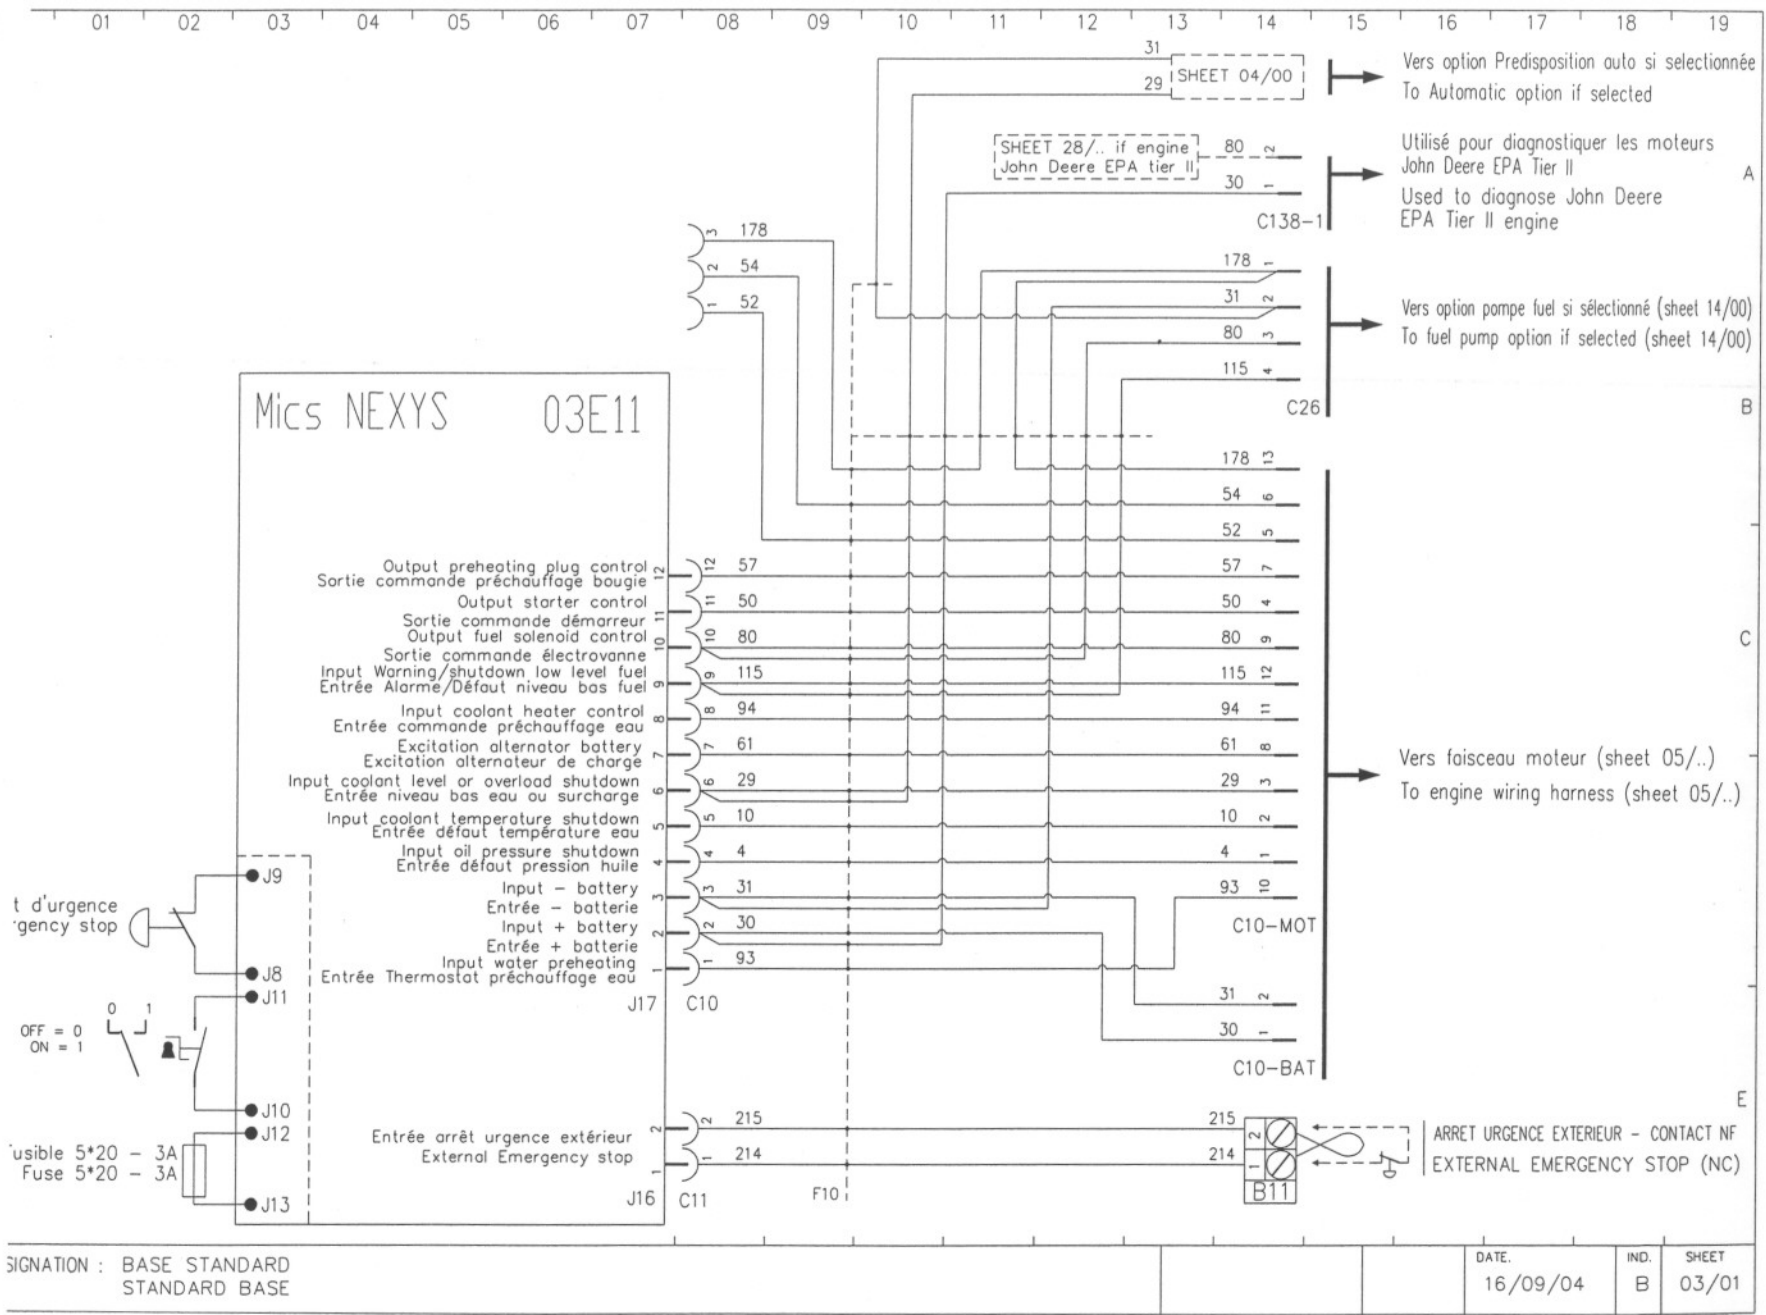 01 02 03 04 05 06 07 08 09 10 11 12 13 14 15 16 17 18 19
31
SHEET 04/00
29
Vers option Predisposition auto si selectionnée
To Automatic option if selected
SHEET 28/.. if engine
John Deere EPA tier II
80 2
30 1
C138-1
Utilisé pour diagnostiquer les moteurs
John Deere EPA Tier II
Used to diagnose John Deere
EPA Tier II engine
A
3 178
2 54
1 52
178 1
31 2
80 3
115 4
C26
Vers option pompe fuel si sélectionné (sheet 14/00)
To fuel pump option if selected (sheet 14/00)
B
Mics NEXYS 03E11
178 13
54 6
52 5
Output preheating plug control
Sortie commande préchauffage bougie
12 12 57 57 7
Output starter control
Sortie commande démarreur
11 11 50 50 4
Output fuel solenoid control
Sortie commande électrovanne
10 10 80 80 9
C
Input Warning/shutdown low level fuel
Entrée Alarme/Défaut niveau bas fuel
9 9 115 115 12
Input coolant heater control
Entrée commande préchauffage eau
8 8 94 94 11
Excitation alternator battery
Excitation alternateur de charge
7 7 61 61 8
Input coolant level or overload shutdown
Entrée niveau bas eau ou surcharge
6 6 29 29 3
Vers faisceau moteur (sheet 05/..)
To engine wiring harness (sheet 05/..)
Input coolant temperature shutdown
Entrée défaut température eau
5 5 10 10 2
Input oil pressure shutdown
Entrée défaut pression huile
4 4 4 4 1
Input - battery
Entrée - batterie
3 3 31 93 10
C10-MOT
Input + battery
Entrée + batterie
2 2 30
Input water preheating
Entrée Thermostat préchauffage eau
1 1 93
J17 C10
31 2
30 1
C10-BAT
J9
t d'urgence
gency stop
J8
J11
0 1
OFF = 0
ON = 1
J10
J12
usible 5*20 - 3A
Fuse 5*20 - 3A
J13
E
Entrée arrêt urgence extérieur
External Emergency stop
2 2 215 215 2
1 1 214 214 1
J16 C11 F10 B11
ARRET URGENCE EXTERIEUR - CONTACT NF
EXTERNAL EMERGENCY STOP (NC)
SIGNATION : BASE STANDARD
STANDARD BASE
DATE. IND. SHEET
16/09/04 B 03/01